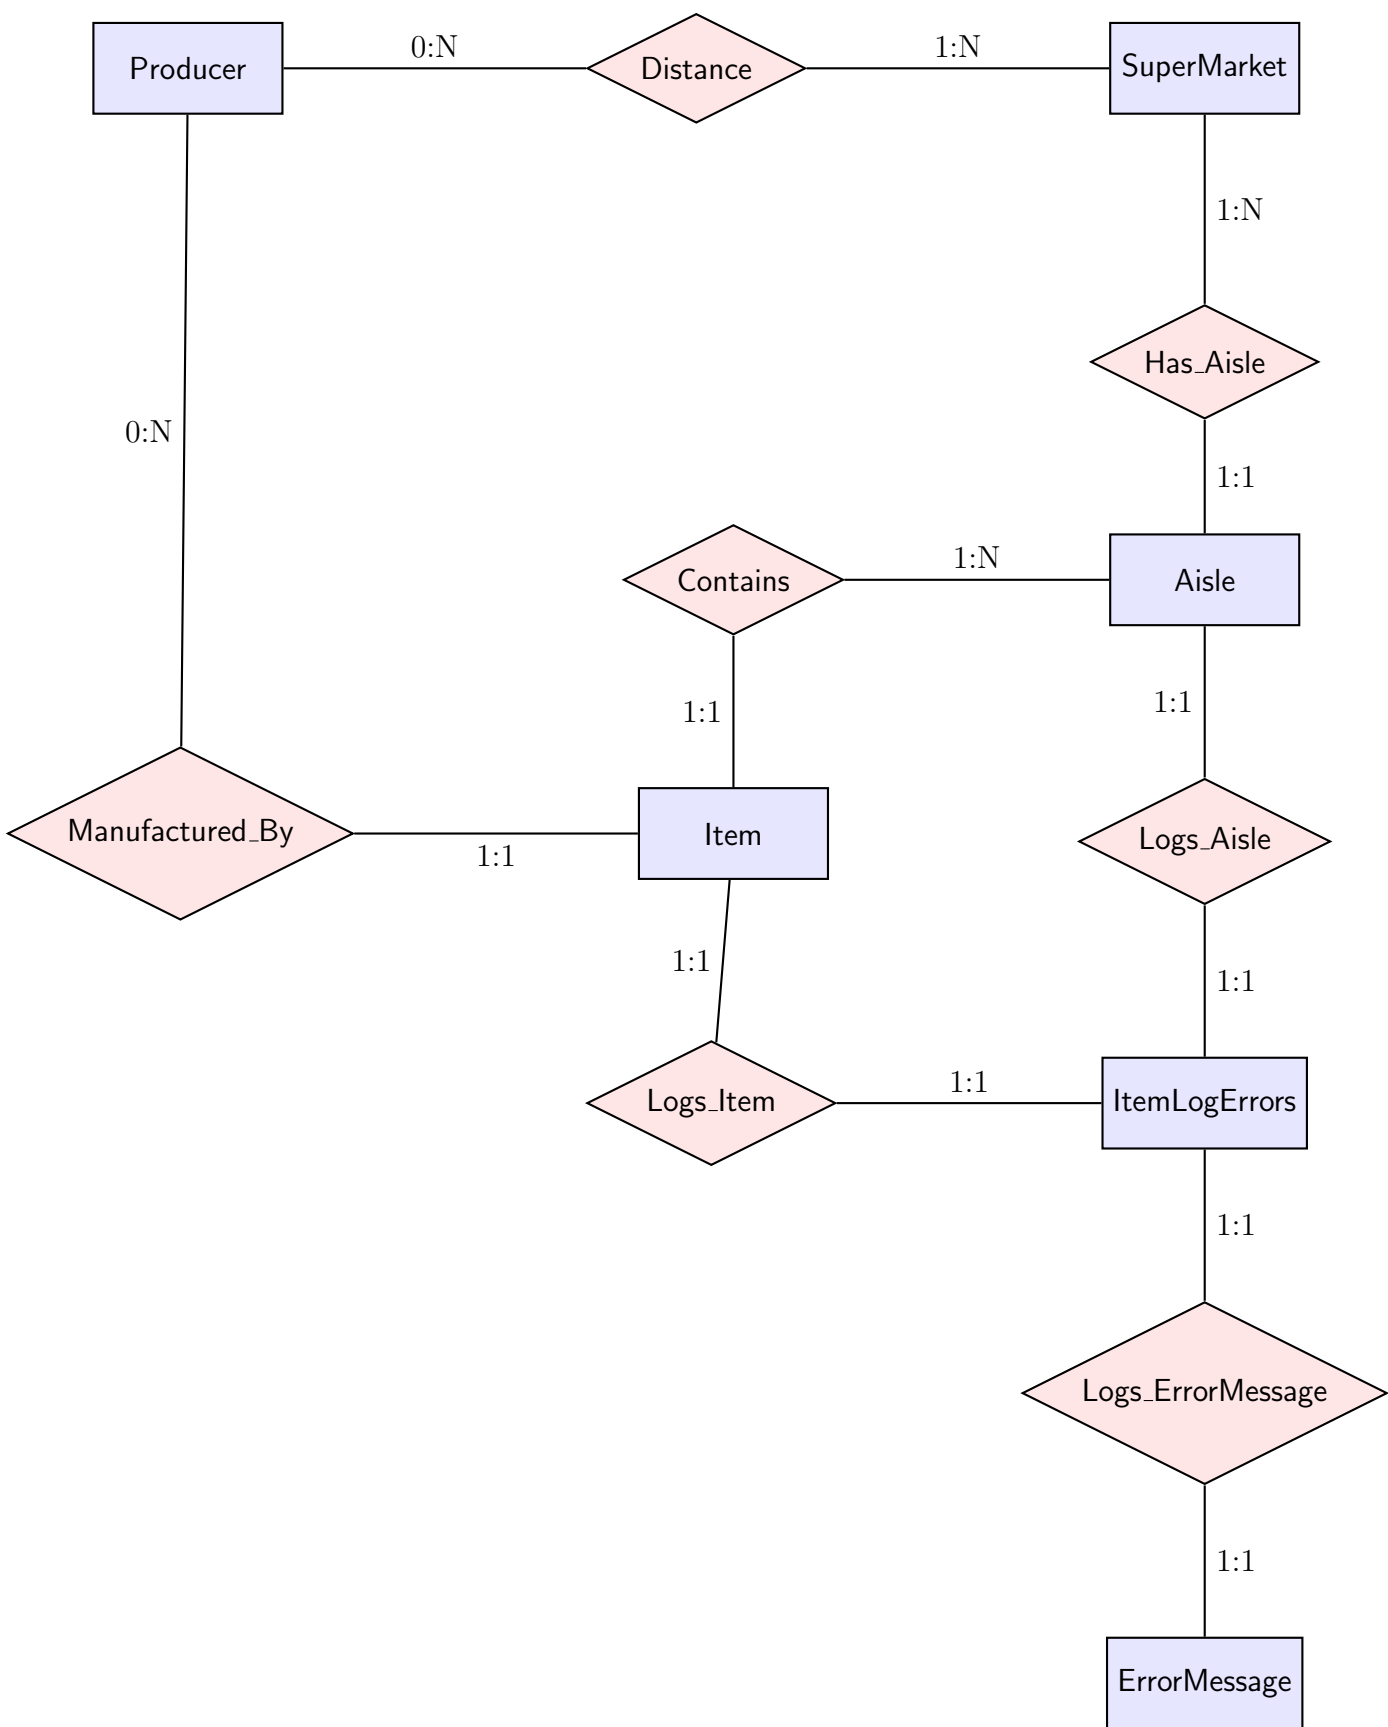 0:N
1:N
Producer
Distance
SuperMarket
1:N
Has_Aisle
0:N
1:1
1:N
Contains
Aisle
1:1
1:1
Manufactured_By
Item
Logs_Aisle
1:1
1:1
1:1
1:1
Logs_Item
ItemLogErrors
1:1
Logs_ErrorMessage
1:1
ErrorMessage